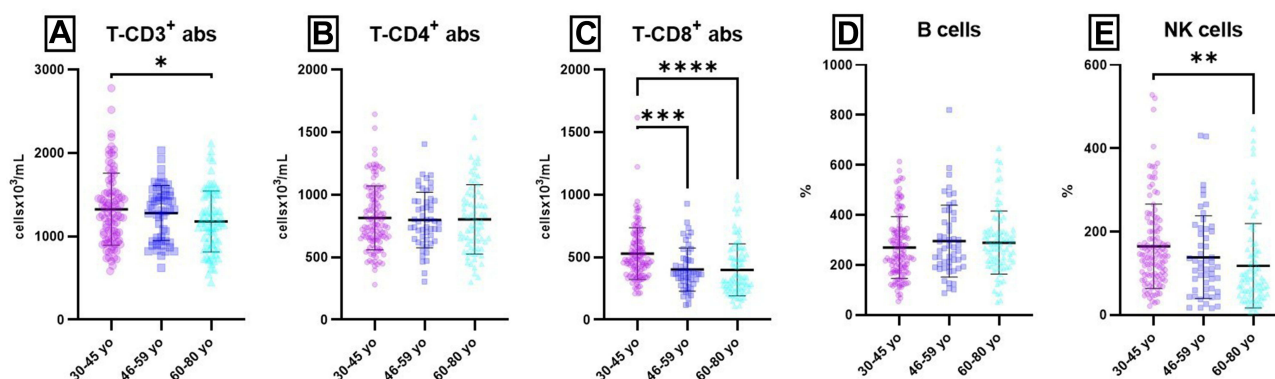 A
T-CD3⁺ abs
*
3000
2000
1000
0
cellsx10³/mL
30-45 yo
46-59 yo
60-80 yo
B
T-CD4⁺ abs
2000
1500
1000
500
0
cellsx10³/mL
30-45 yo
46-59 yo
60-80 yo
C
T-CD8⁺ abs
****
***
2000
1500
1000
500
0
cellsx10³/mL
30-45 yo
46-59 yo
60-80 yo
D
B cells
1000
800
600
400
200
0
%
30-45 yo
46-59 yo
60-80 yo
E
NK cells
**
600
400
200
0
%
30-45 yo
46-59 yo
60-80 yo